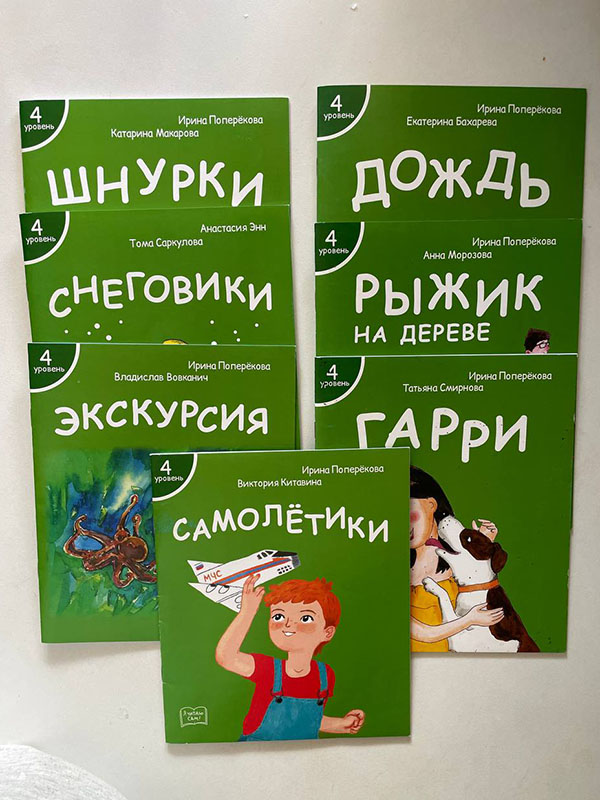 4
уровень
Ирина Поперёкова
Катарина Макарова
ШНУРКИ
4
уровень
Анастасия Энн
Тома Саркулова
СНЕГОВИКИ
4
уровень
Ирина Поперёкова
Владислав Вовканич
ЭКСКУРСИЯ
4
уровень
Ирина Поперёкова
Екатерина Бахарева
ДОЖДЬ
4
уровень
Ирина Поперёкова
Анна Морозова
РЫЖИК
НА ДЕРЕВЕ
4
уровень
Ирина Поперёкова
Татьяна Смирнова
ГАРРИ
4
уровень
Ирина Поперёкова
Виктория Китавина
САМОЛЁТИКИ
МЧС
Я читаю
САМ!